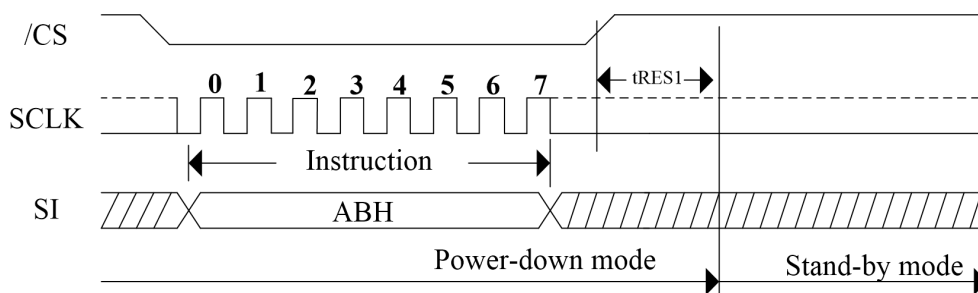 /CS
tRES1
0 1 2 3 4 5 6 7
SCLK
Instruction
SI
ABH
Power-down mode
Stand-by mode